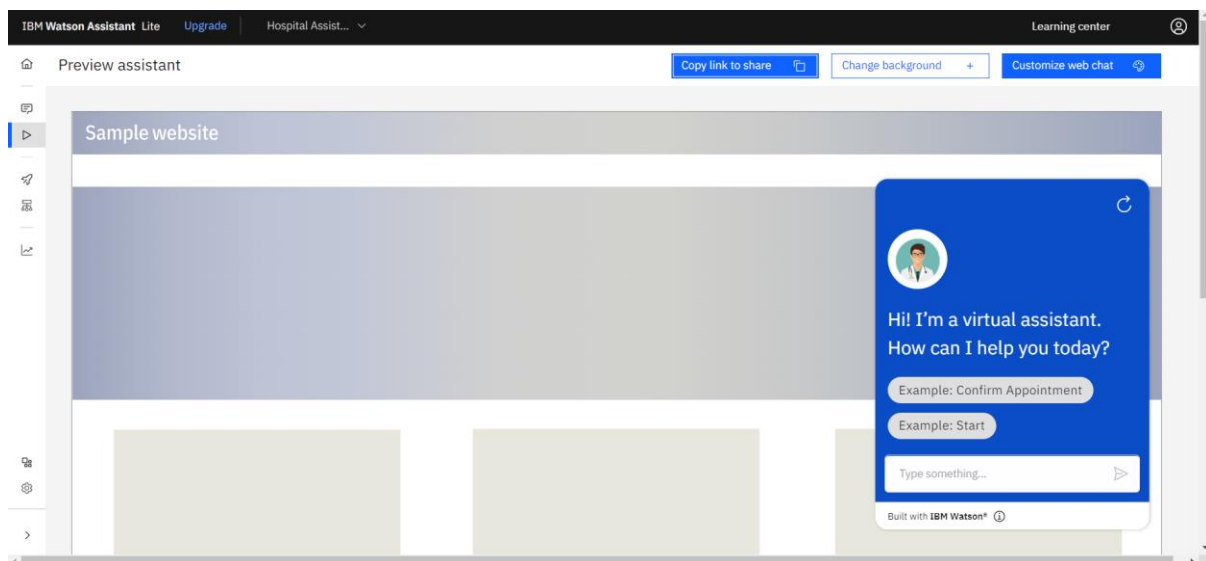 IBM Watson Assistant Lite Upgrade Hospital Assist... Learning center
Preview assistant Copy link to share Change background + Customize web chat
Sample website
Hi! I'm a virtual assistant.
How can I help you today?
Example: Confirm Appointment
Example: Start
Type something...
Built with IBM Watson®